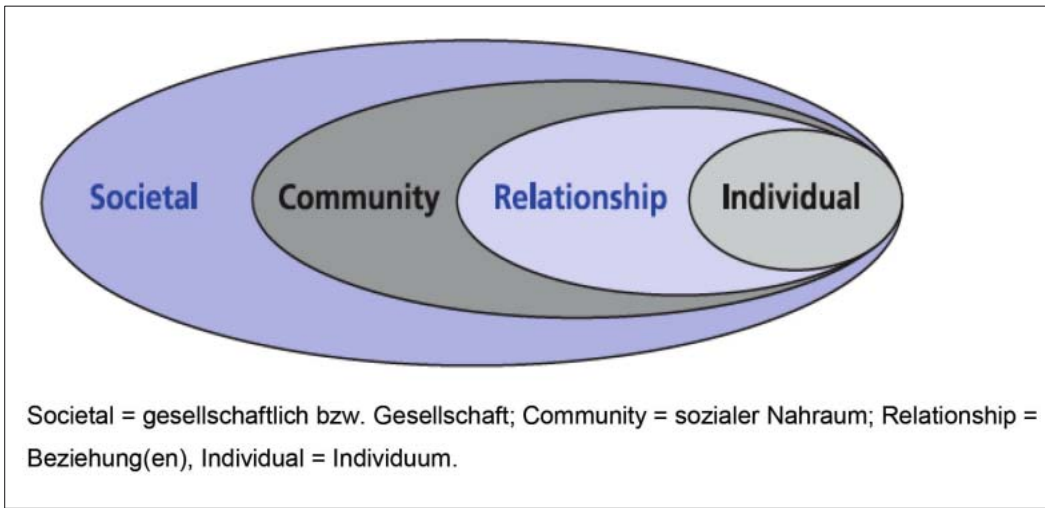 Societal Community Relationship Individual
Societal = gesellschaftlich bzw. Gesellschaft; Community = sozialer Nahraum; Relationship =
Beziehung(en), Individual = Individuum.